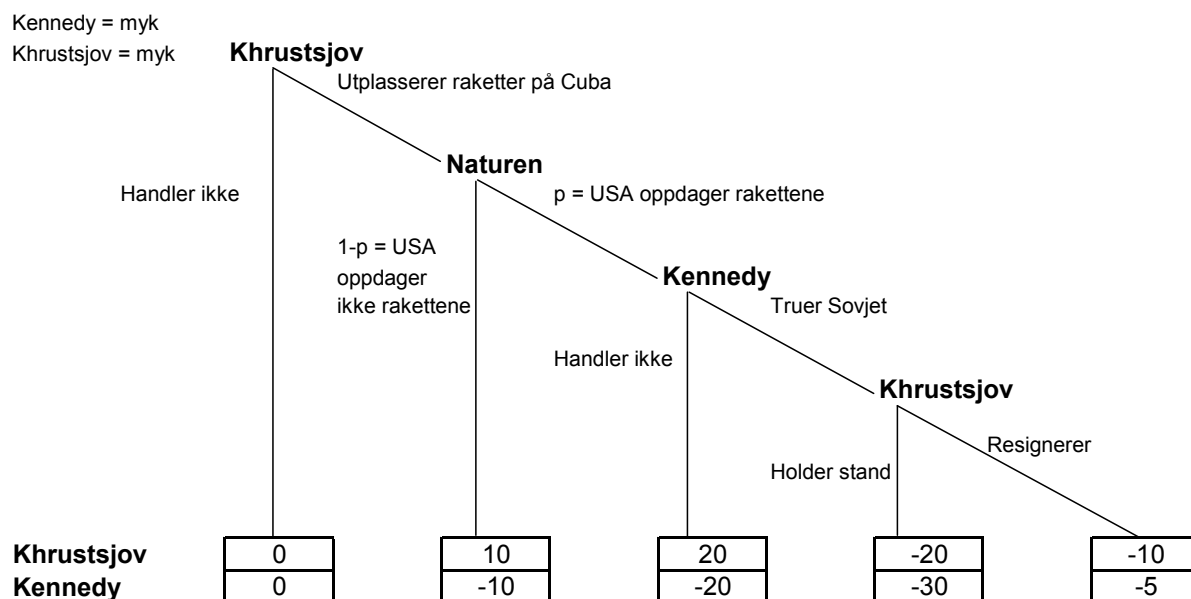 Kennedy = myk
Khrustsjov = myk
Khrustsjov
Utplasserer raketter på Cuba
Naturen
Handler ikke
p = USA oppdager rakettene
1-p = USA
oppdager
ikke rakettene
Kennedy
Truer Sovjet
Handler ikke
Khrustsjov
Resignerer
Holder stand
Khrustsjov 0 10 20 -20 -10
Kennedy 0 -10 -20 -30 -5